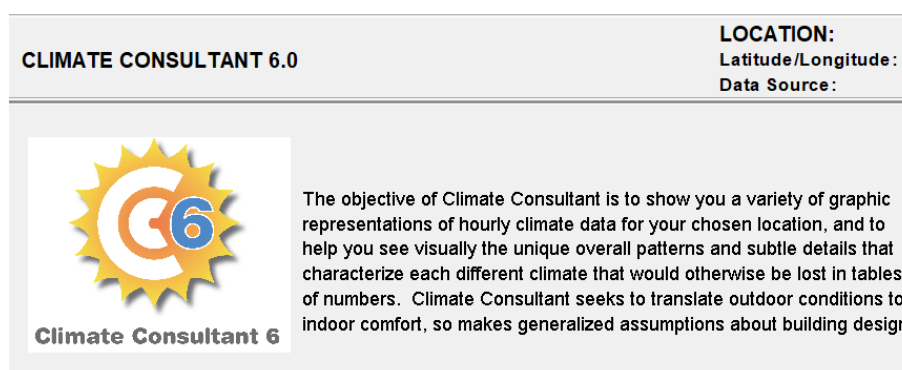 CLIMATE CONSULTANT 6.0
LOCATION:
Latitude/Longitude:
Data Source:
C6
Climate Consultant 6
The objective of Climate Consultant is to show you a variety of graphic
representations of hourly climate data for your chosen location, and to
help you see visually the unique overall patterns and subtle details that
characterize each different climate that would otherwise be lost in tables
of numbers.  Climate Consultant seeks to translate outdoor conditions to
indoor comfort, so makes generalized assumptions about building design